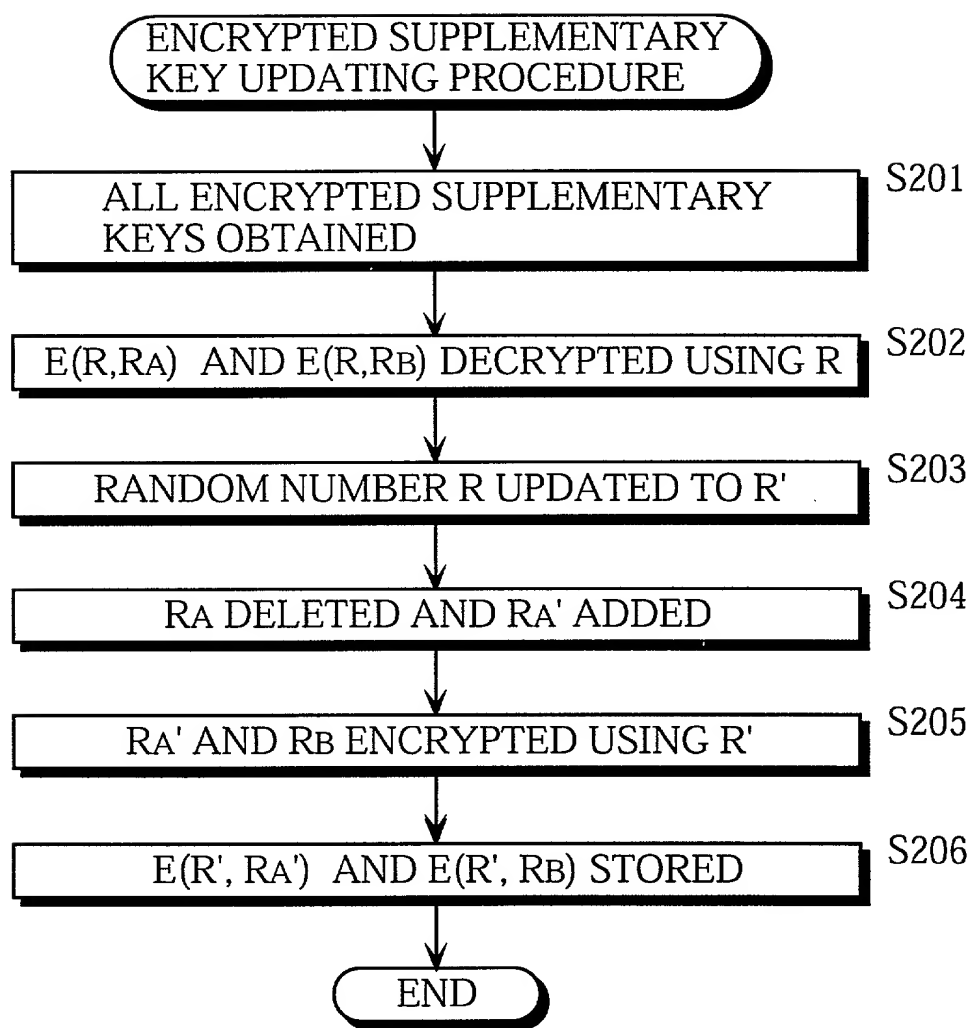 ENCRYPTED SUPPLEMENTARY
KEY UPDATING PROCEDURE
S201
ALL ENCRYPTED SUPPLEMENTARY
KEYS OBTAINED
S202
E(R,RA) AND E(R,RB) DECRYPTED USING R
S203
RANDOM NUMBER R UPDATED TO R'
S204
RA DELETED AND RA' ADDED
S205
RA' AND RB ENCRYPTED USING R'
S206
E(R', RA') AND E(R', RB) STORED
END